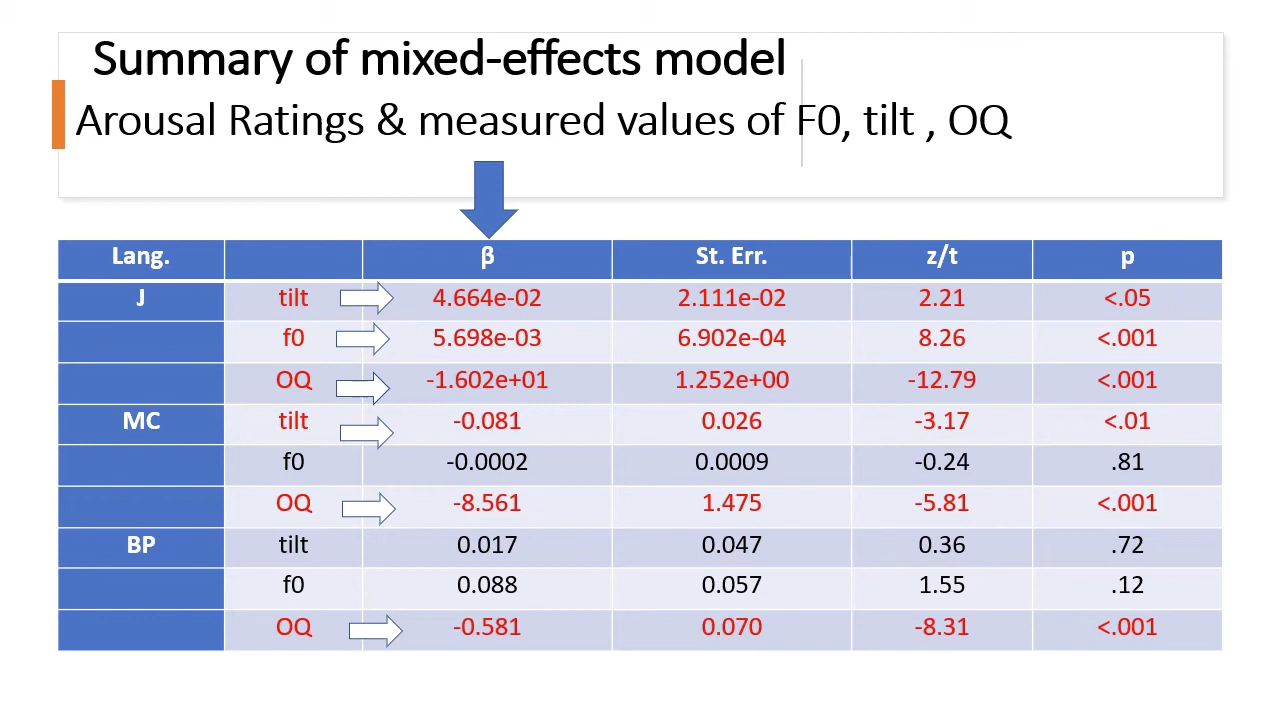 Summary of mixed-effects model
Arousal Ratings & measured values of F0, tilt , OQ
Lang. β St. Err. z/t p
J tilt 4.664e-02 2.111e-02 2.21 <.05
f0 5.698e-03 6.902e-04 8.26 <.001
OQ -1.602e+01 1.252e+00 -12.79 <.001
MC tilt -0.081 0.026 -3.17 <.01
f0 -0.0002 0.0009 -0.24 .81
OQ -8.561 1.475 -5.81 <.001
BP tilt 0.017 0.047 0.36 .72
f0 0.088 0.057 1.55 .12
OQ -0.581 0.070 -8.31 <.001